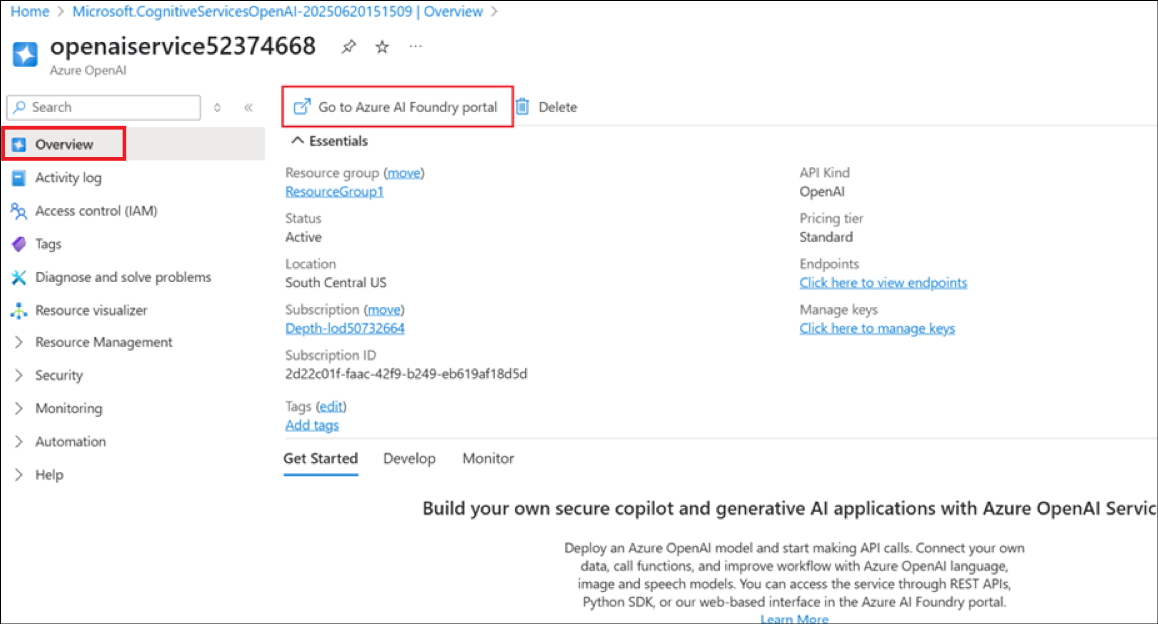 Home > Microsoft.CognitiveServicesOpenAI-20250620151509 | Overview >
openaiservice52374668 ...
Azure OpenAI
Search
Overview
Activity log
Access control (IAM)
Tags
Diagnose and solve problems
Resource visualizer
Resource Management
Security
Monitoring
Automation
Help
Go to Azure AI Foundry portal
Delete
Essentials
Resource group (move)
ResourceGroup1
Status
Active
Location
South Central US
Subscription (move)
Depth-lod50732664
Subscription ID
2d22c01f-faac-42f9-b249-eb619af18d5d
Tags (edit)
Add tags
API Kind
OpenAI
Pricing tier
Standard
Endpoints
Click here to view endpoints
Manage keys
Click here to manage keys
Get Started Develop Monitor
Build your own secure copilot and generative AI applications with Azure OpenAI Servic
Deploy an Azure OpenAI model and start making API calls. Connect your own
data, call functions, and improve workflow with Azure OpenAI language,
image and speech models. You can access the service through REST APIs,
Python SDK, or our web-based interface in the Azure AI Foundry portal.
Learn More